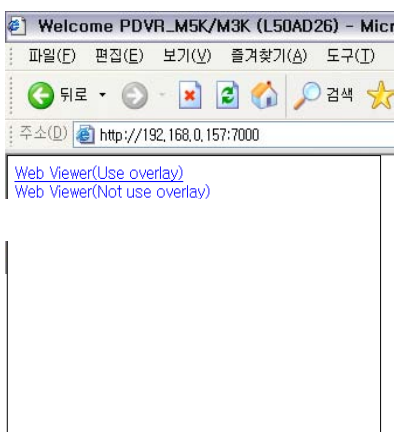 Welcome PDVR_M5K/M3K (L50AD26) - Micr
파일(F) 편집(E) 보기(V) 즐겨찾기(A) 도구(T)
뒤로 검색
주소(D) http://192.168.0.157:7000
Web Viewer(Use overlay)
Web Viewer(Not use overlay)